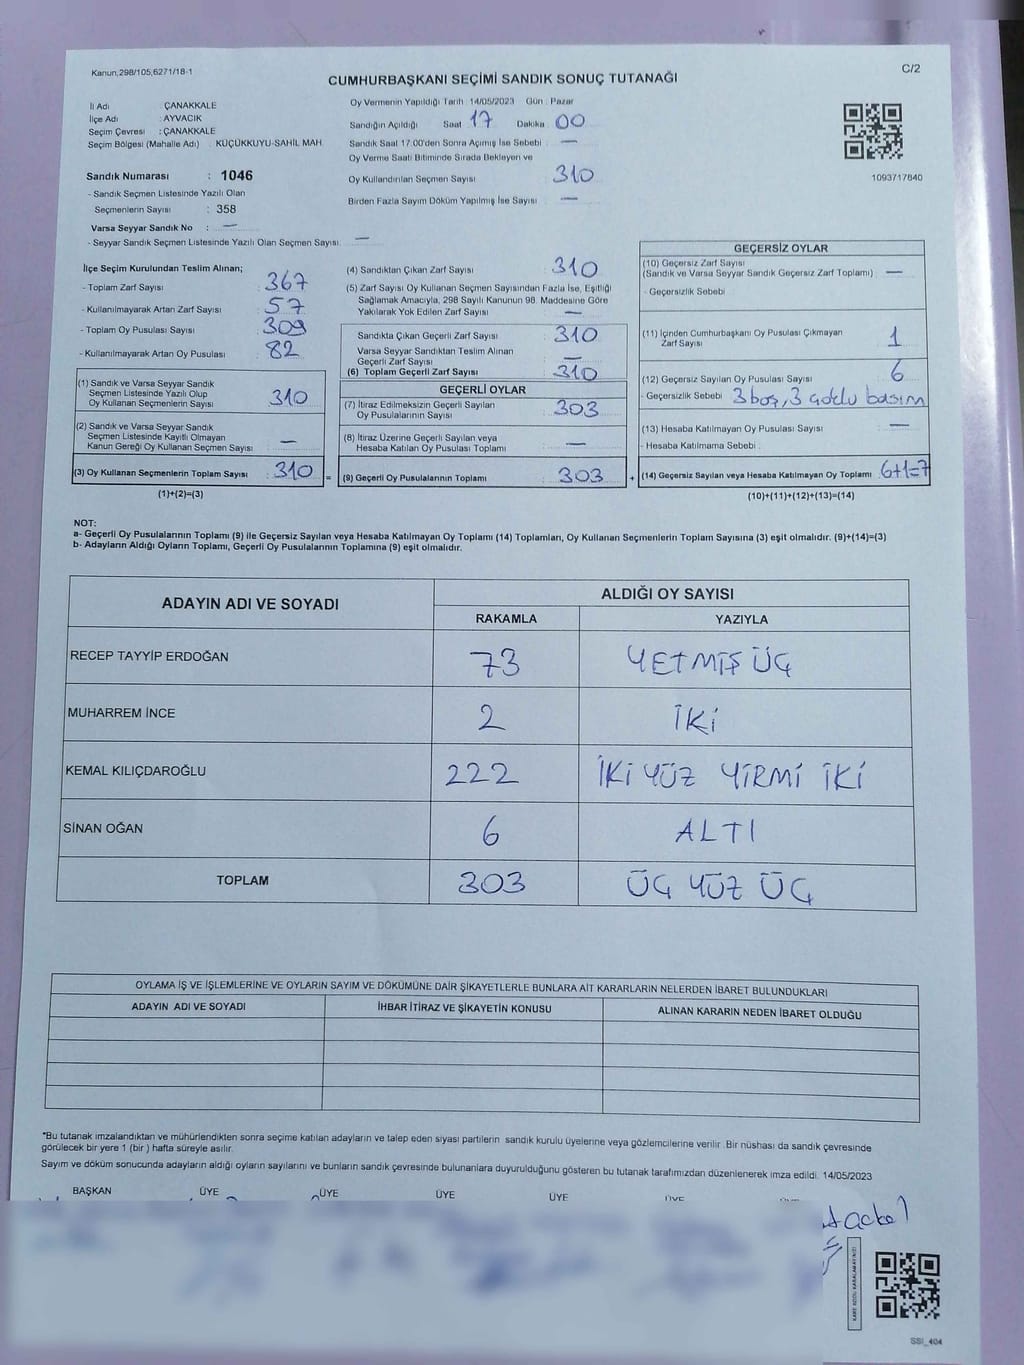 Kanun,298/105,6271/18-1
C/2
CUMHURBAŞKANI SEÇİMİ SANDIK SONUÇ TUTANAĞI
İl Adı : ÇANAKKALE
İlçe Adı : AYVACIK
Seçim Çevresi : ÇANAKKALE
Seçim Bölgesi (Mahalle Adı) : KÜÇÜKKUYU-SAHİL MAH.
Sandık Numarası : 1046
- Sandık Seçmen Listesinde Yazılı Olan
Seçmenlerin Sayısı : 358
Varsa Seyyar Sandık No : —
- Seyyar Sandık Seçmen Listesinde Yazılı Olan Seçmen Sayısı : —
Oy Vermenin Yapıldığı Tarih : 14/05/2023 Gün : Pazar
Sandığın Açıldığı Saat 17 Dakika 00
Sandık Saat 17.00'den Sonra Açımış İse Sebebi : —
Oy Verme Saati Bitiminde Sırada Bekleyen ve
Oy Kullandırılan Seçmen Sayısı 310
Birden Fazla Sayım Döküm Yapılmış İse Sayısı —
1093717840
İlçe Seçim Kurulundan Teslim Alınan;
- Toplam Zarf Sayısı : 367
- Kullanılmayarak Artan Zarf Sayısı : 57
- Toplam Oy Pusulası Sayısı : 309
- Kullanılmayarak Artan Oy Pusulası : 82
(1) Sandık ve Varsa Seyyar Sandık
Seçmen Listesinde Yazılı Olup
Oy Kullanan Seçmenlerin Sayısı : 310
(2) Sandık ve Varsa Seyyar Sandık
Seçmen Listesinde Kayıtlı Olmayan
Kanun Gereği Oy Kullanan Seçmen Sayısı : —
(3) Oy Kullanan Seçmenlerin Toplam Sayısı : 310 =
(1)+(2)=(3)
(4) Sandıktan Çıkan Zarf Sayısı 310
(5) Zarf Sayısı Oy Kullanan Seçmen Sayısından Fazla İse, Eşitliği
Sağlamak Amacıyla, 298 Sayılı Kanunun 98. Maddesine Göre
Yakılarak Yok Edilen Zarf Sayısı —
Sandıkta Çıkan Geçerli Zarf Sayısı 310
Varsa Seyyar Sandıktan Teslim Alınan
Geçerli Zarf Sayısı —
(6) Toplam Geçerli Zarf Sayısı 310
GEÇERLİ OYLAR
(7) İtiraz Edilmeksizin Geçerli Sayılan
Oy Pusulalarının Sayısı 303
(8) İtiraz Üzerine Geçerli Sayılan veya
Hesaba Katılan Oy Pusulası Toplamı —
(9) Geçerli Oy Pusulalarının Toplamı 303 +
GEÇERSİZ OYLAR
(10) Geçersiz Zarf Sayısı
(Sandık ve Varsa Seyyar Sandık Geçersiz Zarf Toplamı) —
- Geçersizlik Sebebi
(11) İçinden Cumhurbaşkanı Oy Pusulası Çıkmayan
Zarf Sayısı 1
(12) Geçersiz Sayılan Oy Pusulası Sayısı 6
- Geçersizlik Sebebi 3 boş, 3 çoklu basım
(13) Hesaba Katılmayan Oy Pusulası Sayısı —
- Hesaba Katılmama Sebebi :
(14) Geçersiz Sayılan veya Hesaba Katılmayan Oy Toplamı 6+1=7
(10)+(11)+(12)+(13)=(14)
NOT:
a- Geçerli Oy Pusulalarının Toplamı (9) ile Geçersiz Sayılan veya Hesaba Katılmayan Oy Toplamı (14) Toplamları, Oy Kullanan Seçmenlerin Toplam Sayısına (3) eşit olmalıdır. (9)+(14)=(3)
b- Adayların Aldığı Oyların Toplamı, Geçerli Oy Pusulalarının Toplamına (9) eşit olmalıdır.
ADAYIN ADI VE SOYADI ALDIĞI OY SAYISI
RAKAMLA YAZIYLA
RECEP TAYYİP ERDOĞAN 73 YETMİŞ ÜÇ
MUHARREM İNCE 2 İKİ
KEMAL KILIÇDAROĞLU 222 İKİ YÜZ YİRMİ İKİ
SİNAN OĞAN 6 ALTI
TOPLAM 303 ÜÇ YÜZ ÜÇ
OYLAMA İŞ VE İŞLEMLERİNE VE OYLARIN SAYIM VE DÖKÜMÜNE DAİR ŞİKAYETLERLE BUNLARA AİT KARARLARIN NELERDEN İBARET BULUNDUKLARI
ADAYIN ADI VE SOYADI İHBAR İTİRAZ VE ŞİKAYETİN KONUSU ALINAN KARARIN NEDEN İBARET OLDUĞU
*Bu tutanak imzalandıktan ve mühürlendikten sonra seçime katılan adayların ve talep eden siyasi partilerin sandık kurulu üyelerine veya gözlemcilerine verilir. Bir nüshası da sandık çevresinde
görülecek bir yere 1 (bir ) hafta süreyle asılır.
Sayım ve döküm sonucunda adayların aldığı oyların sayılarını ve bunların sandık çevresinde bulunanlara duyurulduğunu gösteren bu tutanak tarafımızdan düzenlenerek imza edildi. 14/05/2023
BAŞKAN ÜYE ÜYE ÜYE ÜYE ÜYE
SSI_404